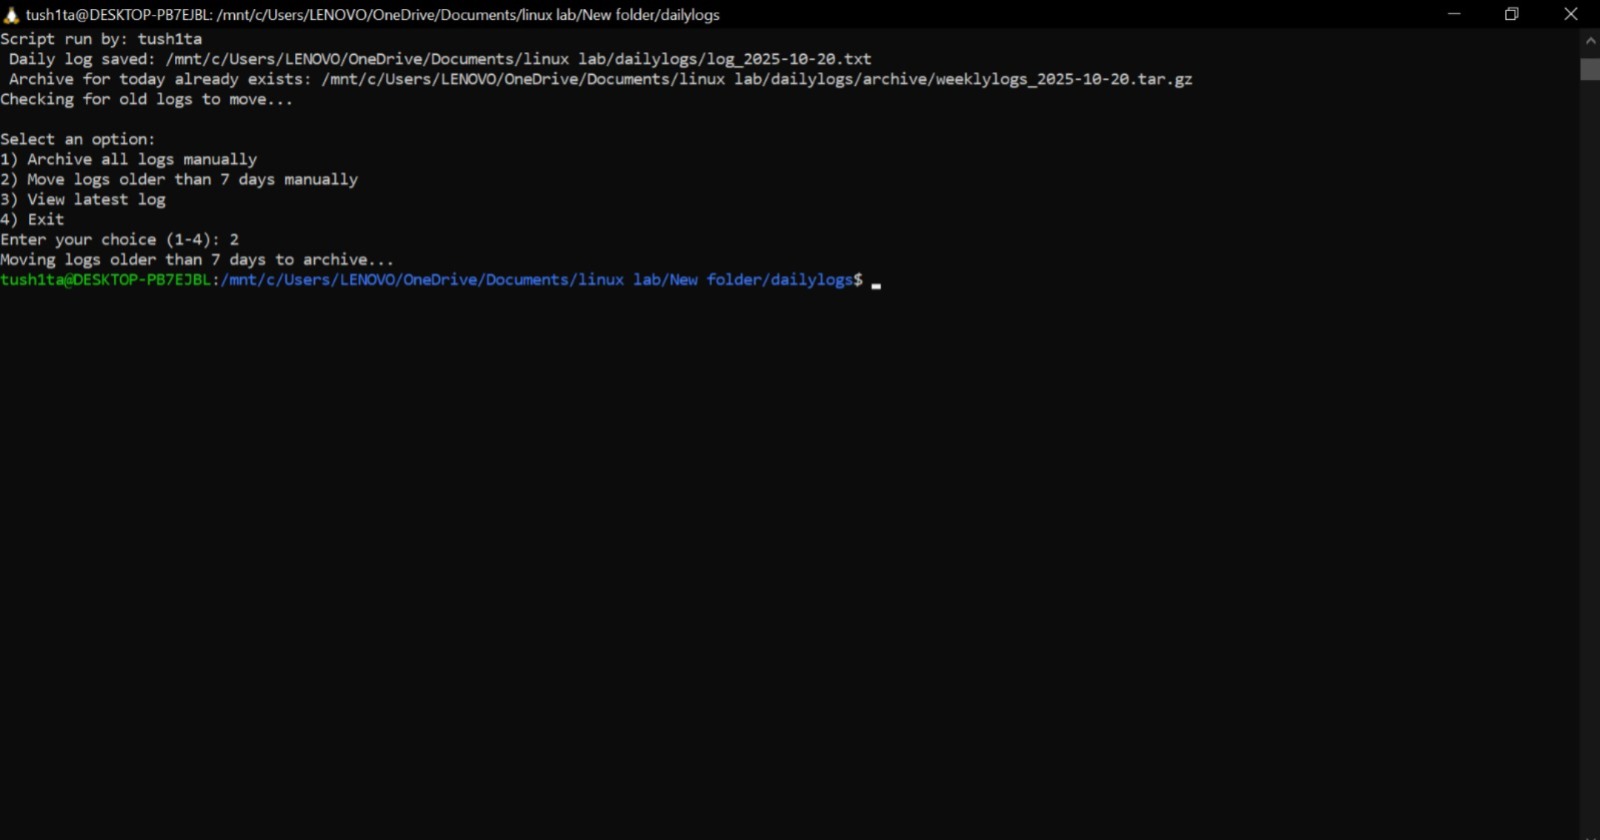 tush1ta@DESKTOP-PB7EJBL: /mnt/c/Users/LENOVO/OneDrive/Documents/linux lab/New folder/dailylogs
Script run by: tush1ta
 Daily log saved: /mnt/c/Users/LENOVO/OneDrive/Documents/linux lab/dailylogs/log_2025-10-20.txt
 Archive for today already exists: /mnt/c/Users/LENOVO/OneDrive/Documents/linux lab/dailylogs/archive/weeklylogs_2025-10-20.tar.gz
Checking for old logs to move...
Select an option:
1) Archive all logs manually
2) Move logs older than 7 days manually
3) View latest log
4) Exit
Enter your choice (1-4): 2
Moving logs older than 7 days to archive...
tush1ta@DESKTOP-PB7EJBL:/mnt/c/Users/LENOVO/OneDrive/Documents/linux lab/New folder/dailylogs$